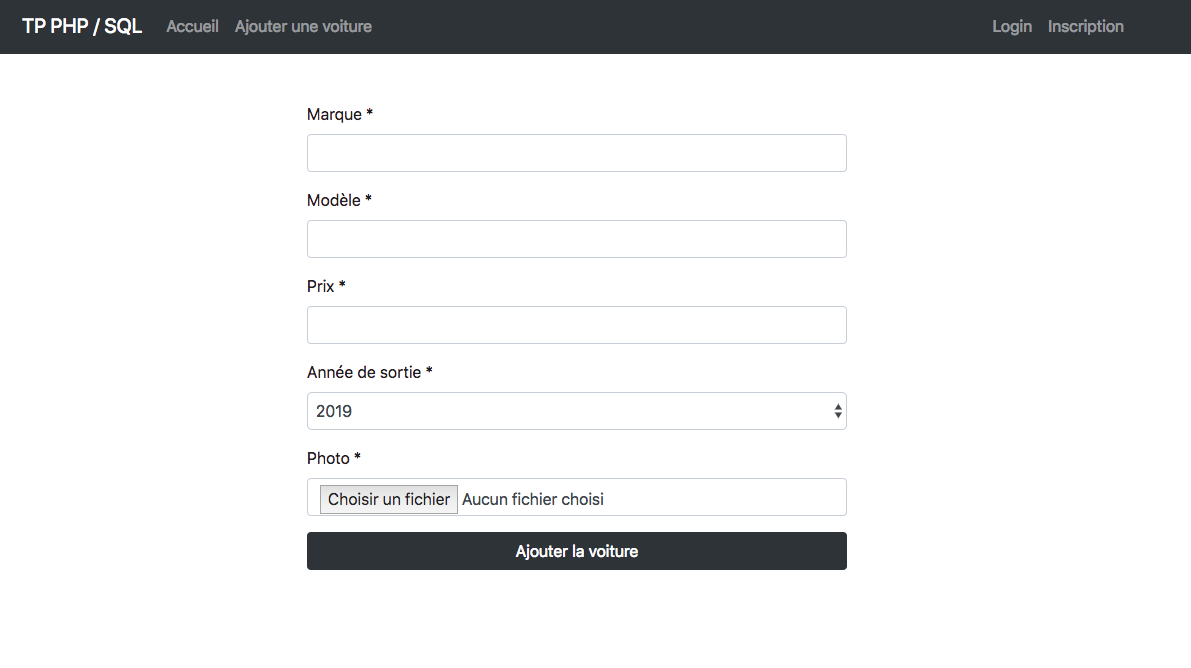 TP PHP / SQL Accueil Ajouter une voiture Login Inscription
Marque *
Modèle *
Prix *
Année de sortie *
2019
Photo *
Choisir un fichier Aucun fichier choisi
Ajouter la voiture